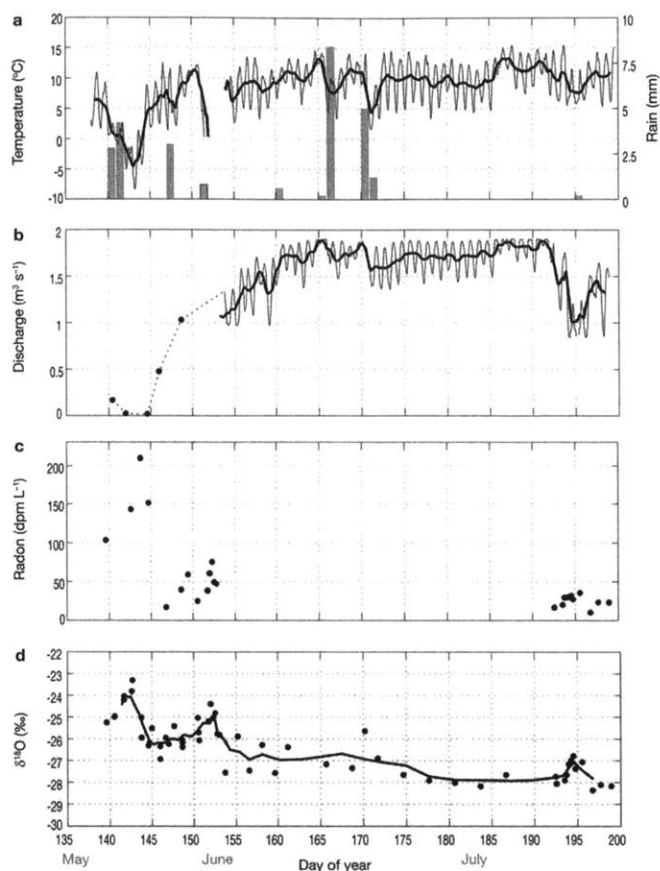 a
20
15
10
5
0
-5
-10
Temperature (°C)
10
7.5
5
2.5
0
Rain (mm)
b
2
1.5
1
0.5
0
Discharge (m³ s⁻¹)
c
200
150
100
50
0
Radon (dpm L⁻¹)
d
-22
-23
-24
-25
-26
-27
-28
-29
-30
δ¹⁸O (‰)
135 140 145 150 153 160 165 170 175 180 185 190 195 200
May June Day of year July